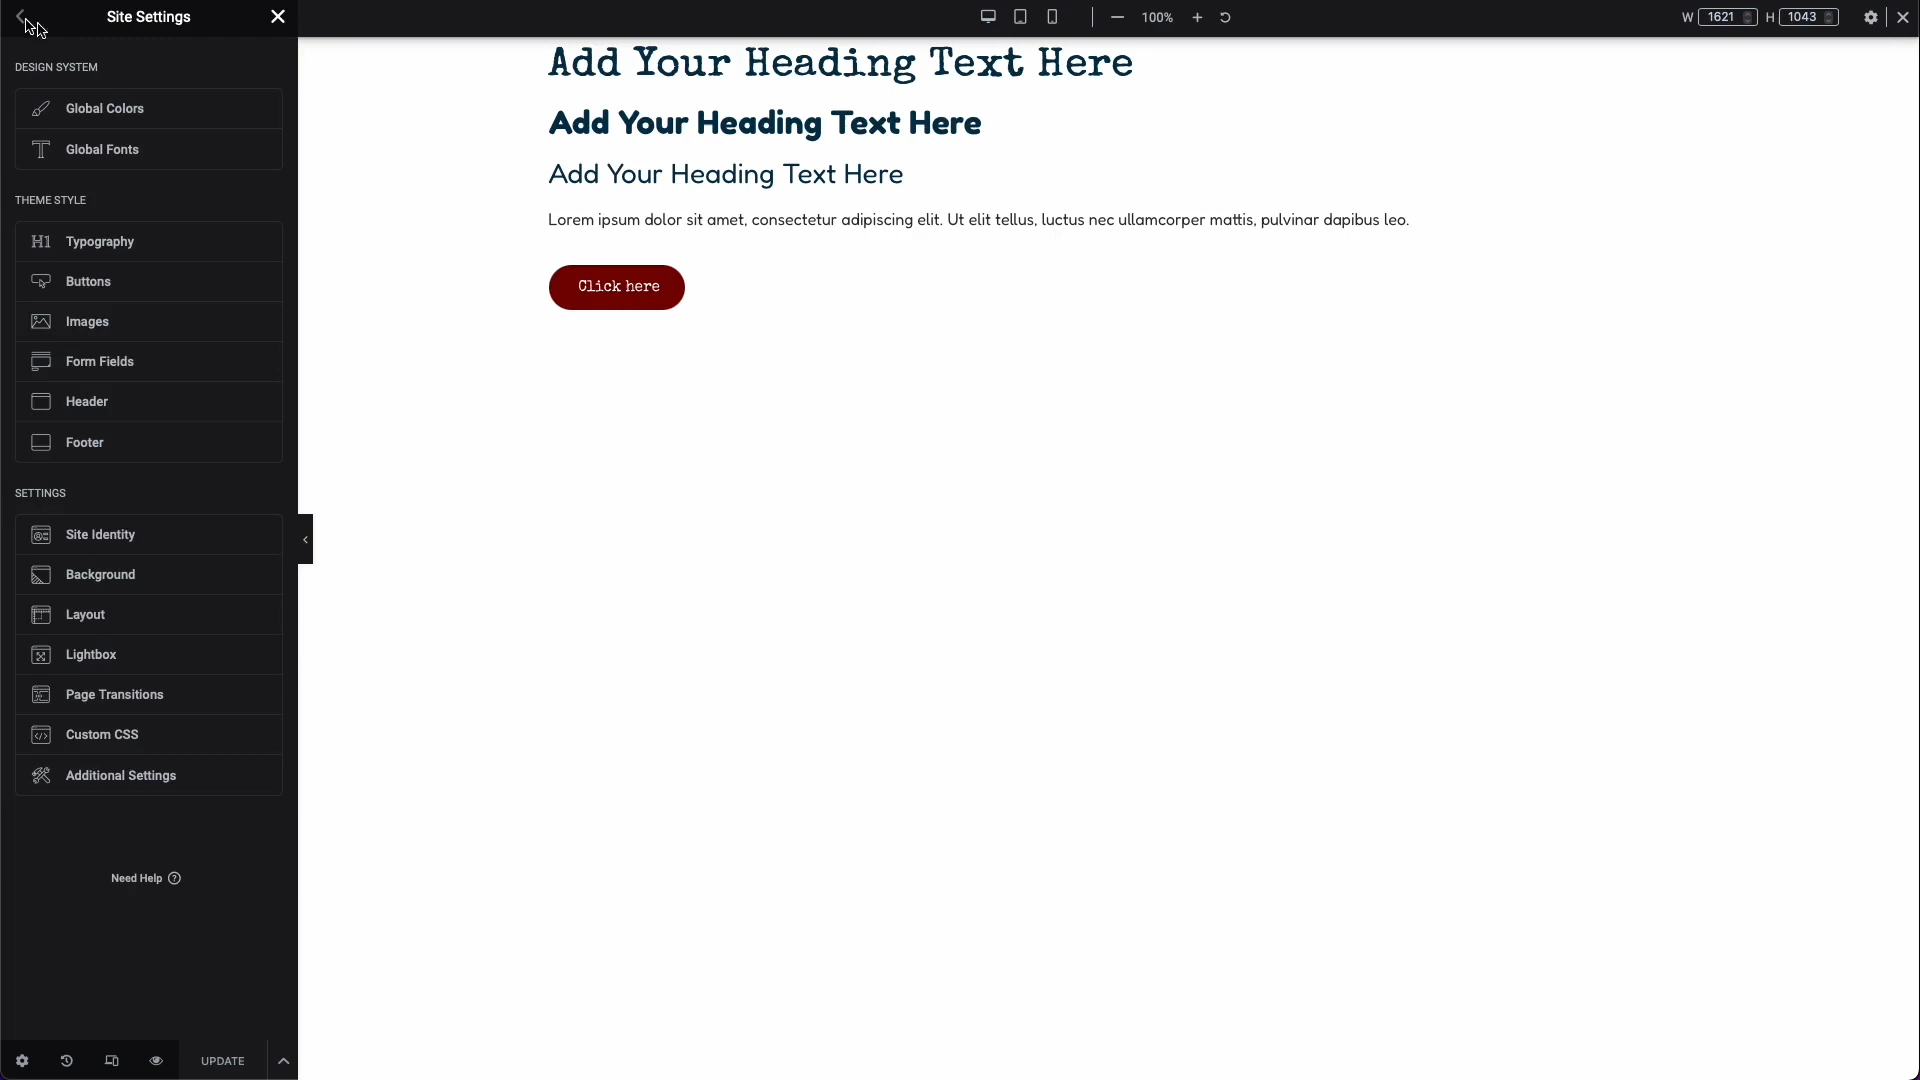 Site Settings
100%
W 1621 H 1043
DESIGN SYSTEM
Global Colors
Global Fonts
THEME STYLE
H1 Typography
Buttons
Images
Form Fields
Header
Footer
SETTINGS
Site Identity
Background
Layout
Lightbox
Page Transitions
Custom CSS
Additional Settings
Need Help ?
UPDATE
Add Your Heading Text Here
Add Your Heading Text Here
Add Your Heading Text Here
Lorem ipsum dolor sit amet, consectetur adipiscing elit. Ut elit tellus, luctus nec ullamcorper mattis, pulvinar dapibus leo.
Click here